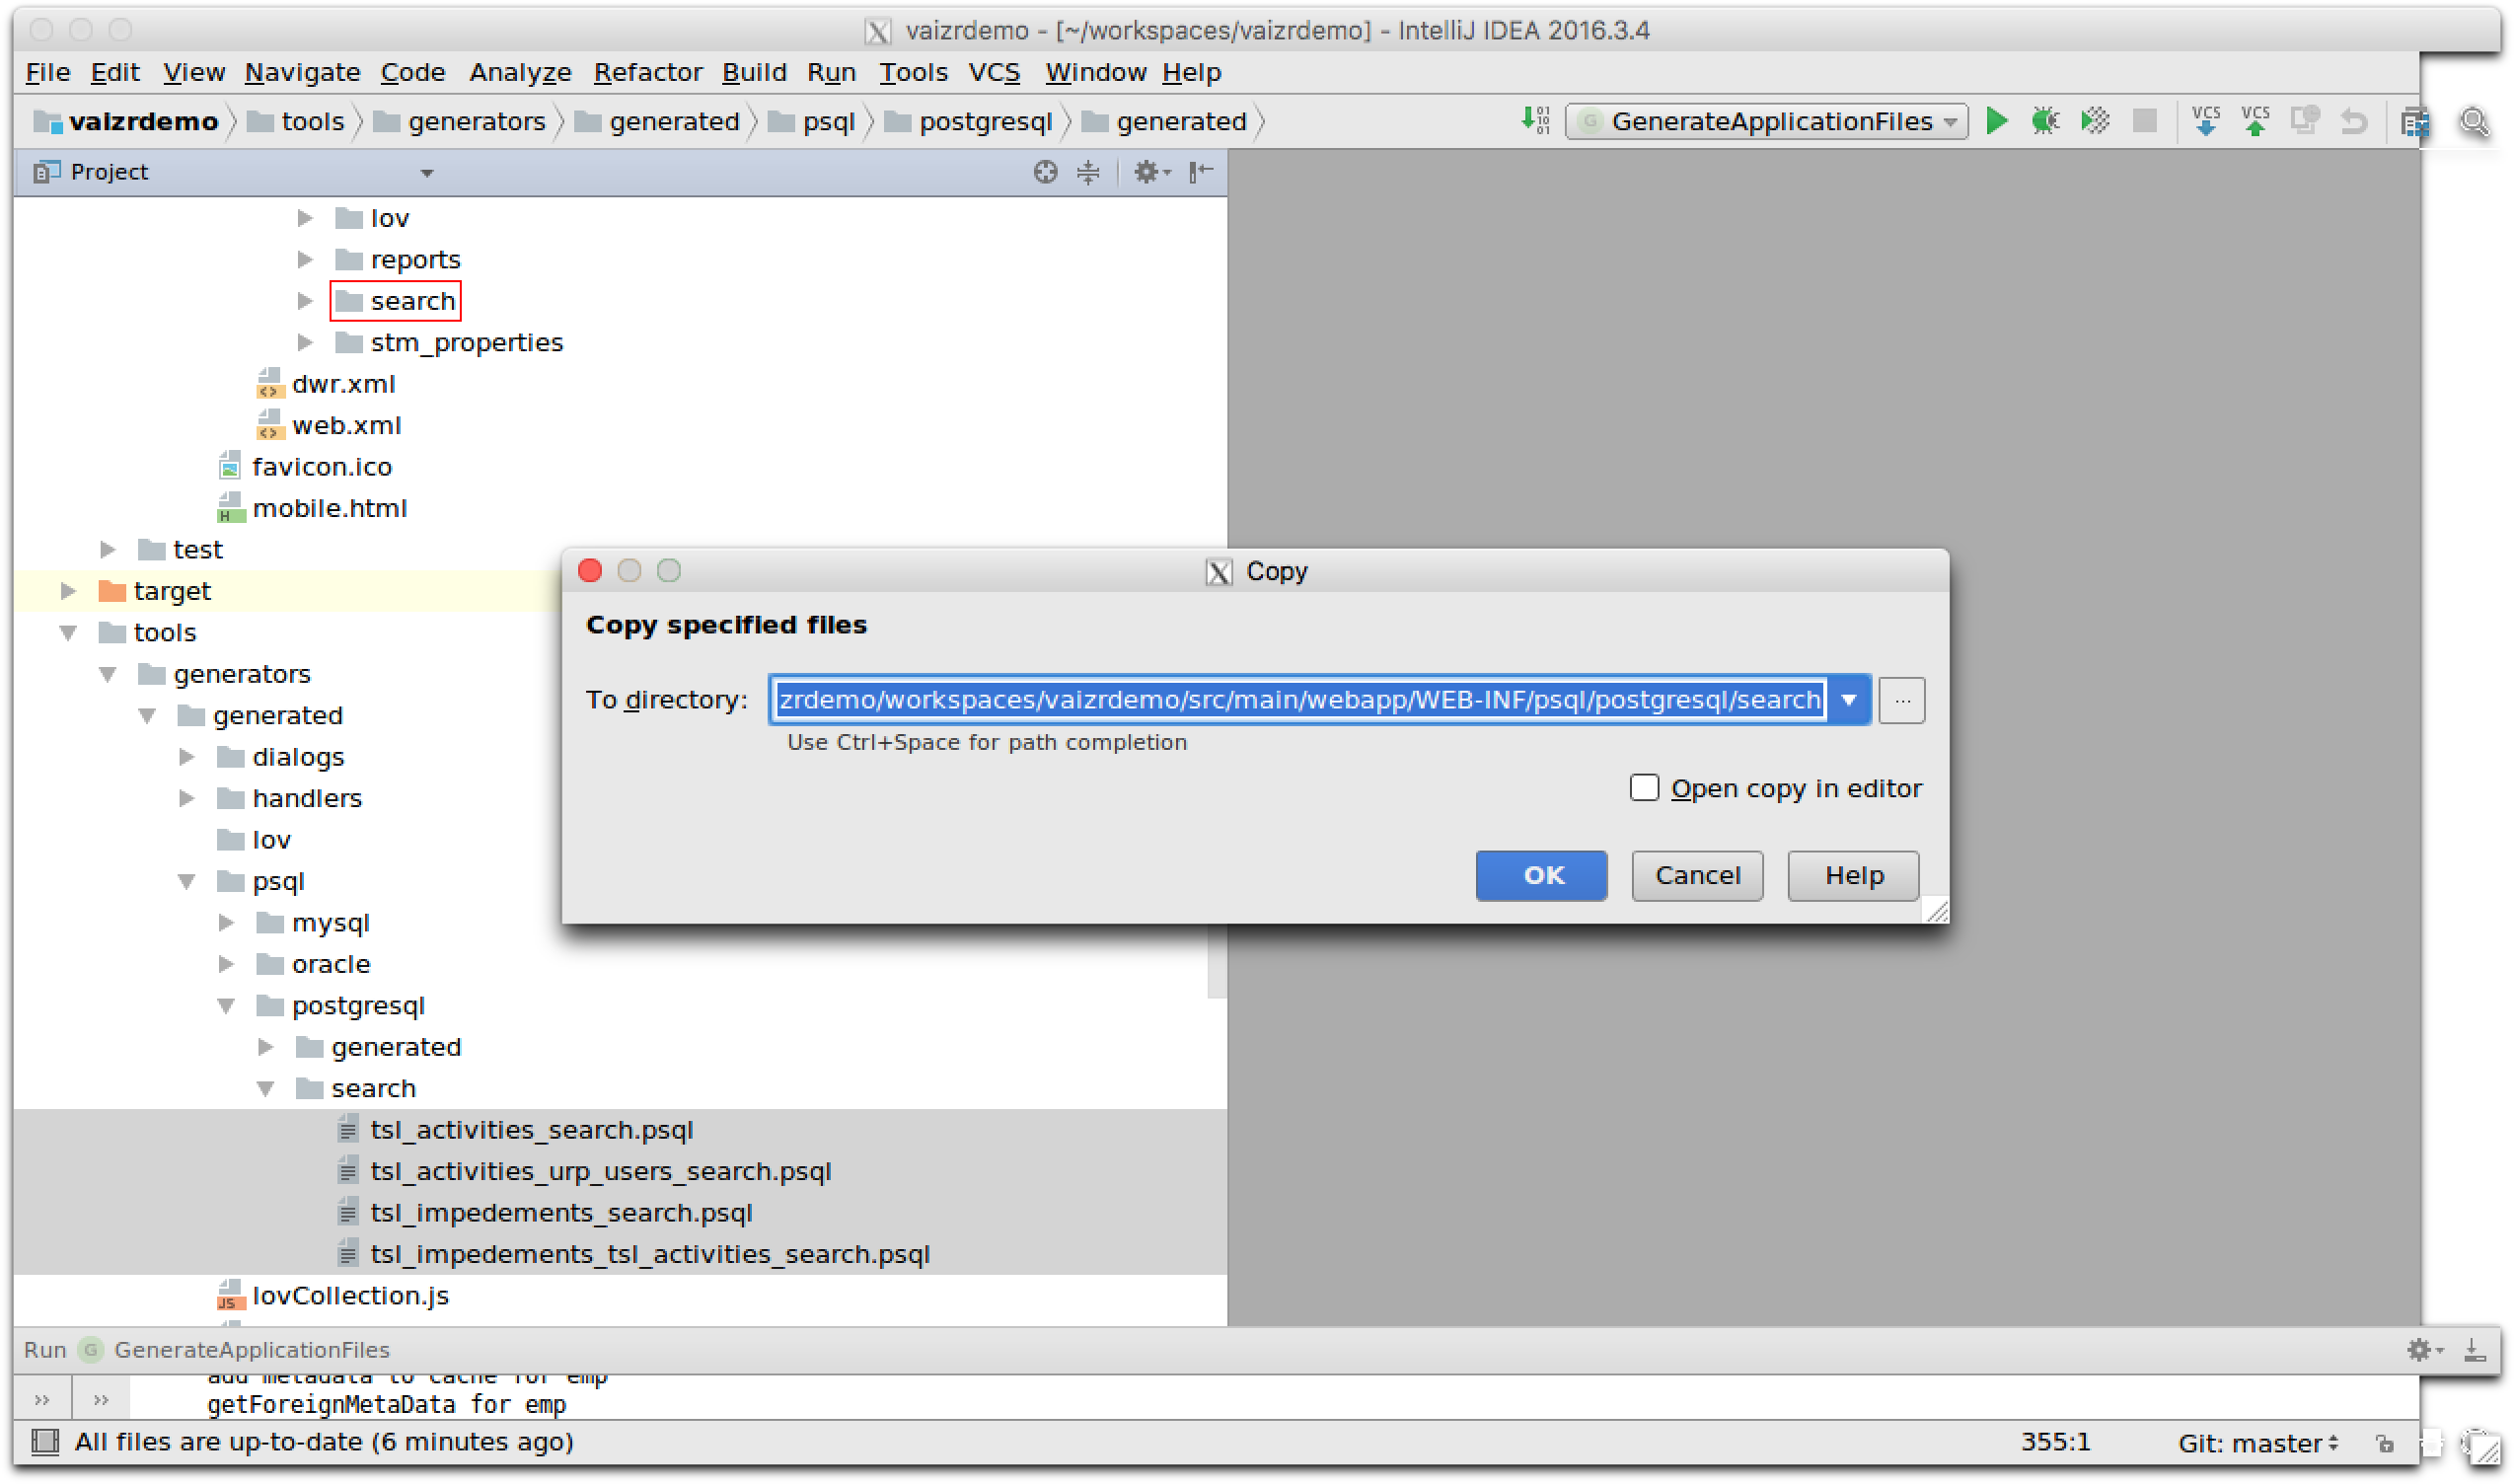 vaizrdemo - [~/workspaces/vaizrdemo] - IntelliJ IDEA 2016.3.4
File Edit View Navigate Code Analyze Refactor Build Run Tools VCS Window Help
vaizrdemo tools generators generated psql postgresql generated GenerateApplicationFiles VCS VCS
Project
lov
reports
search
stm_properties
dwr.xml
web.xml
favicon.ico
mobile.html
test
target
tools
generators
generated
dialogs
handlers
lov
psql
mysql
oracle
postgresql
generated
search
tsl_activities_search.psql
tsl_activities_urp_users_search.psql
tsl_impedements_search.psql
tsl_impedements_tsl_activities_search.psql
lovCollection.js
Copy
Copy specified files
To directory: zrdemo/workspaces/vaizrdemo/src/main/webapp/WEB-INF/psql/postgresql/search ...
Use Ctrl+Space for path completion
Open copy in editor
OK Cancel Help
Run G GenerateApplicationFiles
add metadata to cache for emp
getForeignMetaData for emp
All files are up-to-date (6 minutes ago) 355:1 Git: master